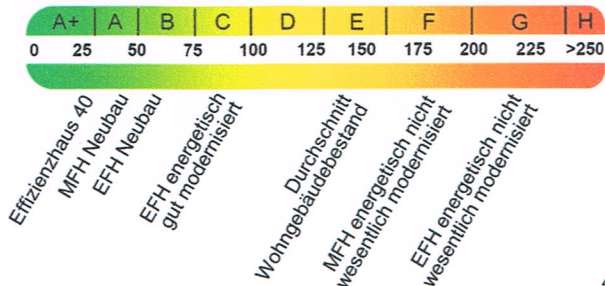 A+ A B C D E F G H
0 25 50 75 100 125 150 175 200 225 >250
Effizienzhaus 40
MFH Neubau
EFH Neubau
EFH energetisch
gut modernisiert
Durchschnitt
Wohngebäudebestand
MFH energetisch nicht
wesentlich modernisiert
EFH energetisch nicht
wesentlich modernisiert